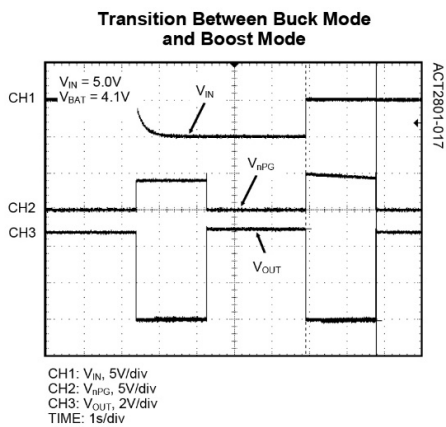 Transition Between Buck Mode
and Boost Mode
V_IN = 5.0V
V_BAT = 4.1V
CH1
V_IN
V_nPG
CH2
CH3
V_OUT
ACT2801-017
CH1: V_IN, 5V/div
CH2: V_nPG, 5V/div
CH3: V_OUT, 2V/div
TIME: 1s/div